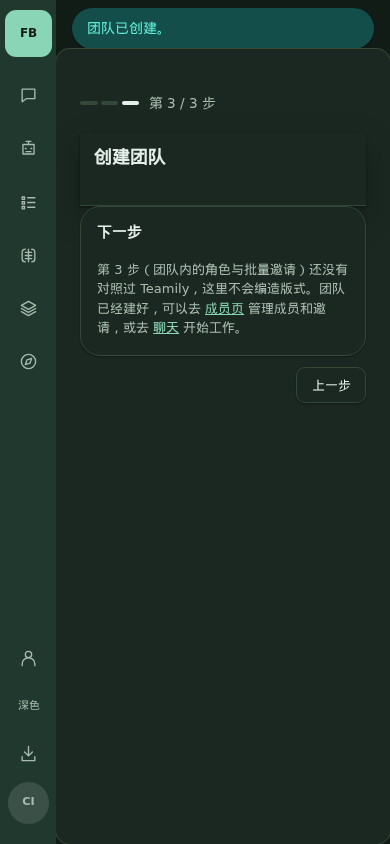 FB
团队已创建。
第 3 / 3 步
创建团队
下一步
第 3 步（团队内的角色与批量邀请）还没有
对照过 Teamily，这里不会编造版式。团队
已经建好，可以去 成员页 管理成员和邀
请，或去 聊天 开始工作。
上一步
深色
CI